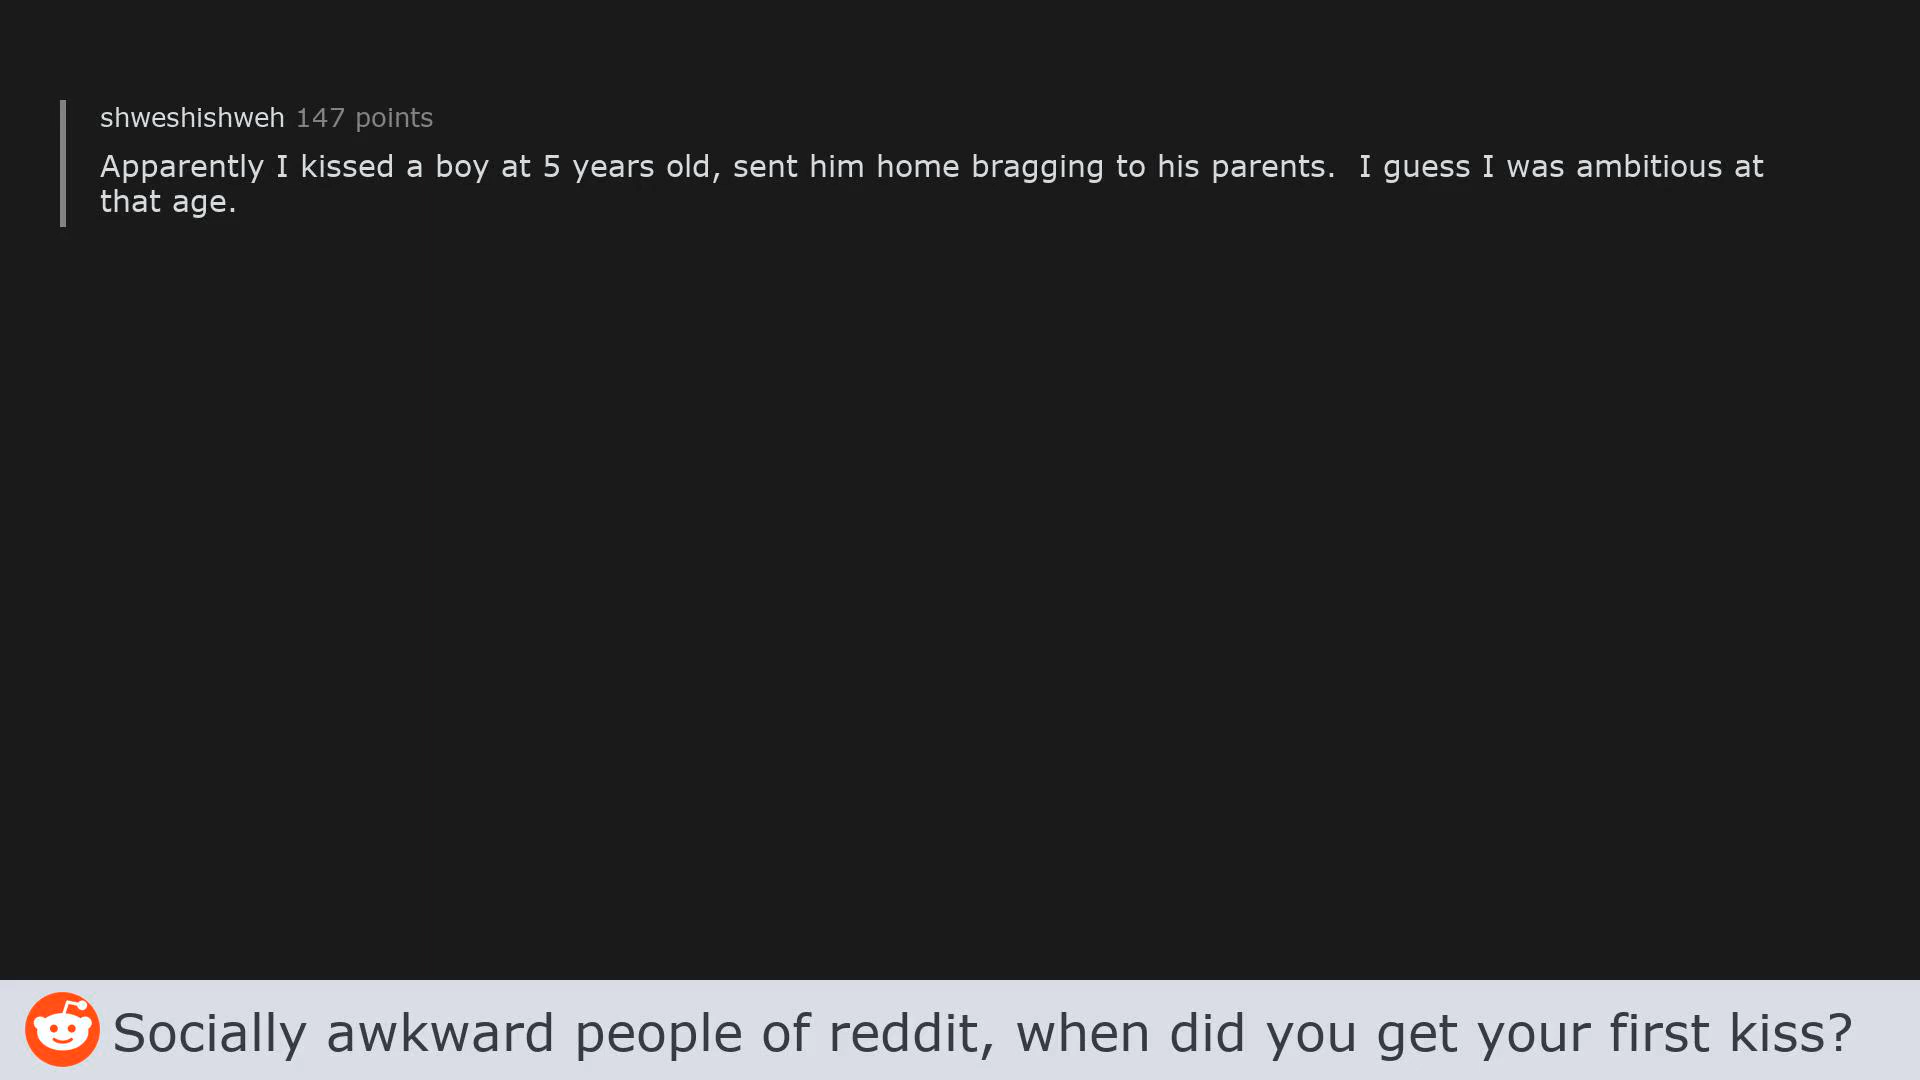 shweshishweh 147 points
Apparently I kissed a boy at 5 years old, sent him home bragging to his parents.  I guess I was ambitious at
that age.
Socially awkward people of reddit, when did you get your first kiss?